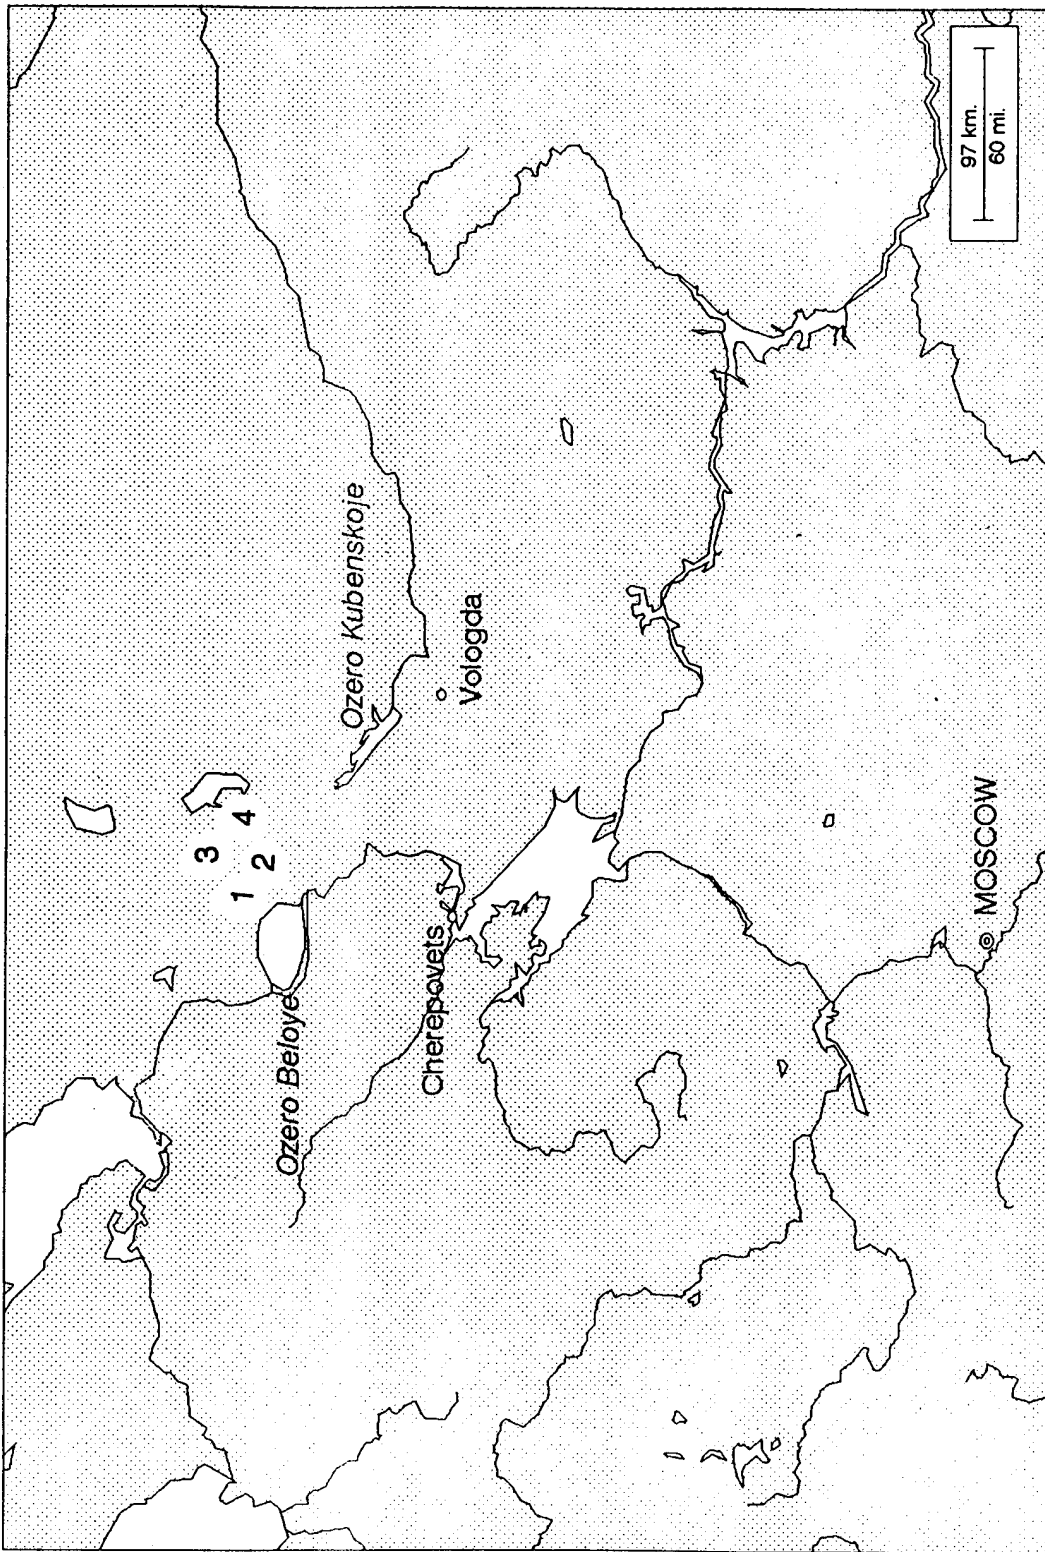 3
4
1
2
Ozero Kubenskoje
Ozero Beloye
Vologda
Cherepovets
MOSCOW
97 km.
60 mi.